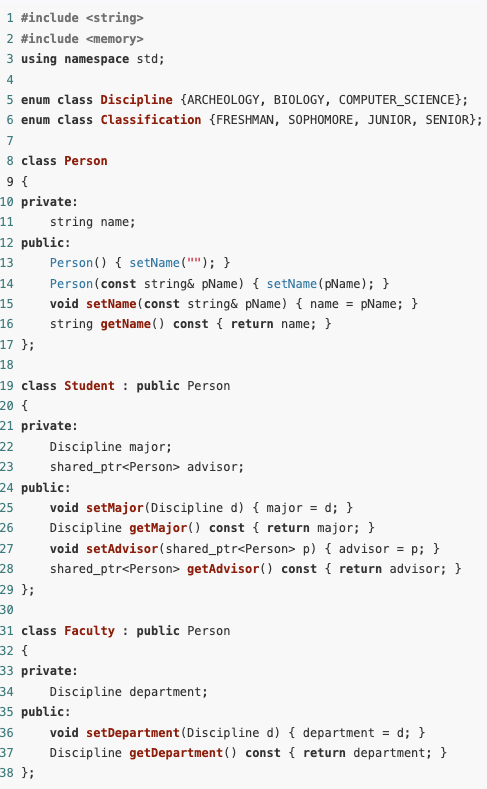 1 #include <string>
2 #include <memory>
3 using namespace std;
4
5 enum class Discipline {ARCHEOLOGY, BIOLOGY, COMPUTER_SCIENCE};
6 enum class Classification {FRESHMAN, SOPHOMORE, JUNIOR, SENIOR};
7
8 class Person
9 {
10 private:
11     string name;
12 public:
13     Person() { setName(""); }
14     Person(const string& pName) { setName(pName); }
15     void setName(const string& pName) { name = pName; }
16     string getName() const { return name; }
17 };
18
19 class Student : public Person
20 {
21 private:
22     Discipline major;
23     shared_ptr<Person> advisor;
24 public:
25     void setMajor(Discipline d) { major = d; }
26     Discipline getMajor() const { return major; }
27     void setAdvisor(shared_ptr<Person> p) { advisor = p; }
28     shared_ptr<Person> getAdvisor() const { return advisor; }
29 };
30
31 class Faculty : public Person
32 {
33 private:
34     Discipline department;
35 public:
36     void setDepartment(Discipline d) { department = d; }
37     Discipline getDepartment() const { return department; }
38 };